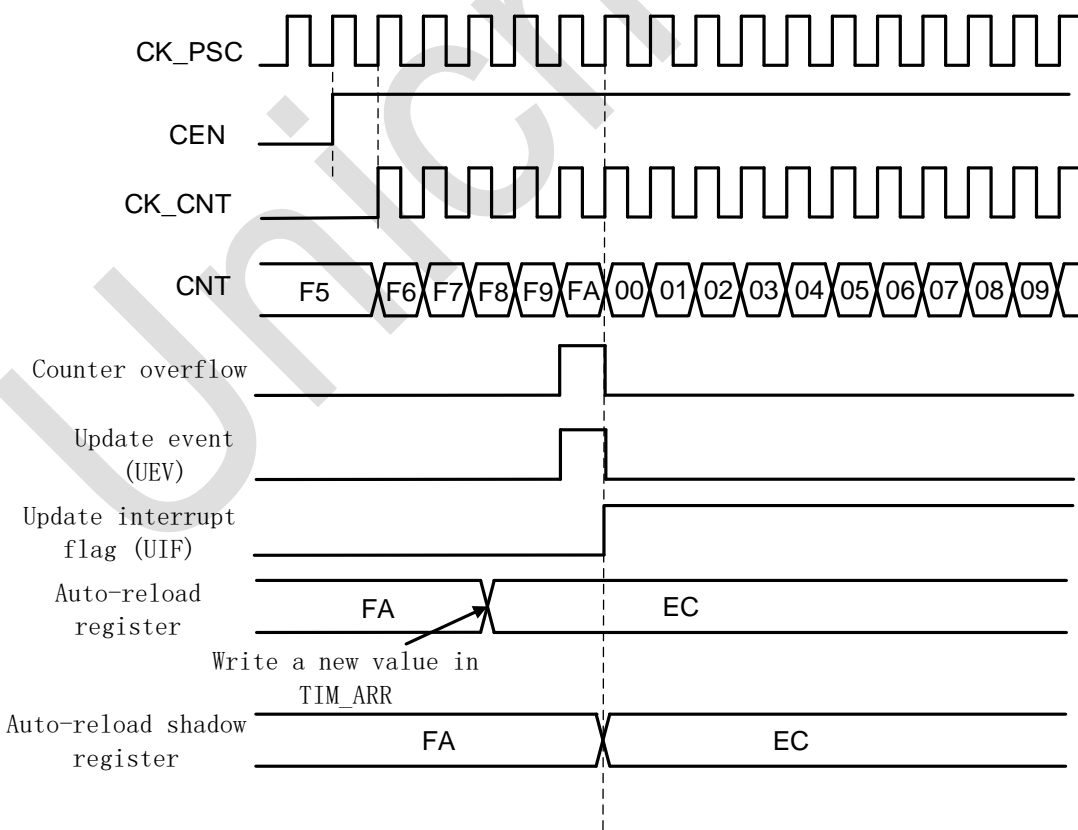 CK_PSC
CEN
CK_CNT
CNT
F5 F6 F7 F8 F9 FA 00 01 02 03 04 05 06 07 08 09
Counter overflow
Update event
(UEV)
Update interrupt
flag (UIF)
Auto-reload
register
FA EC
Write a new value in
TIM_ARR
Auto-reload shadow
register
FA EC